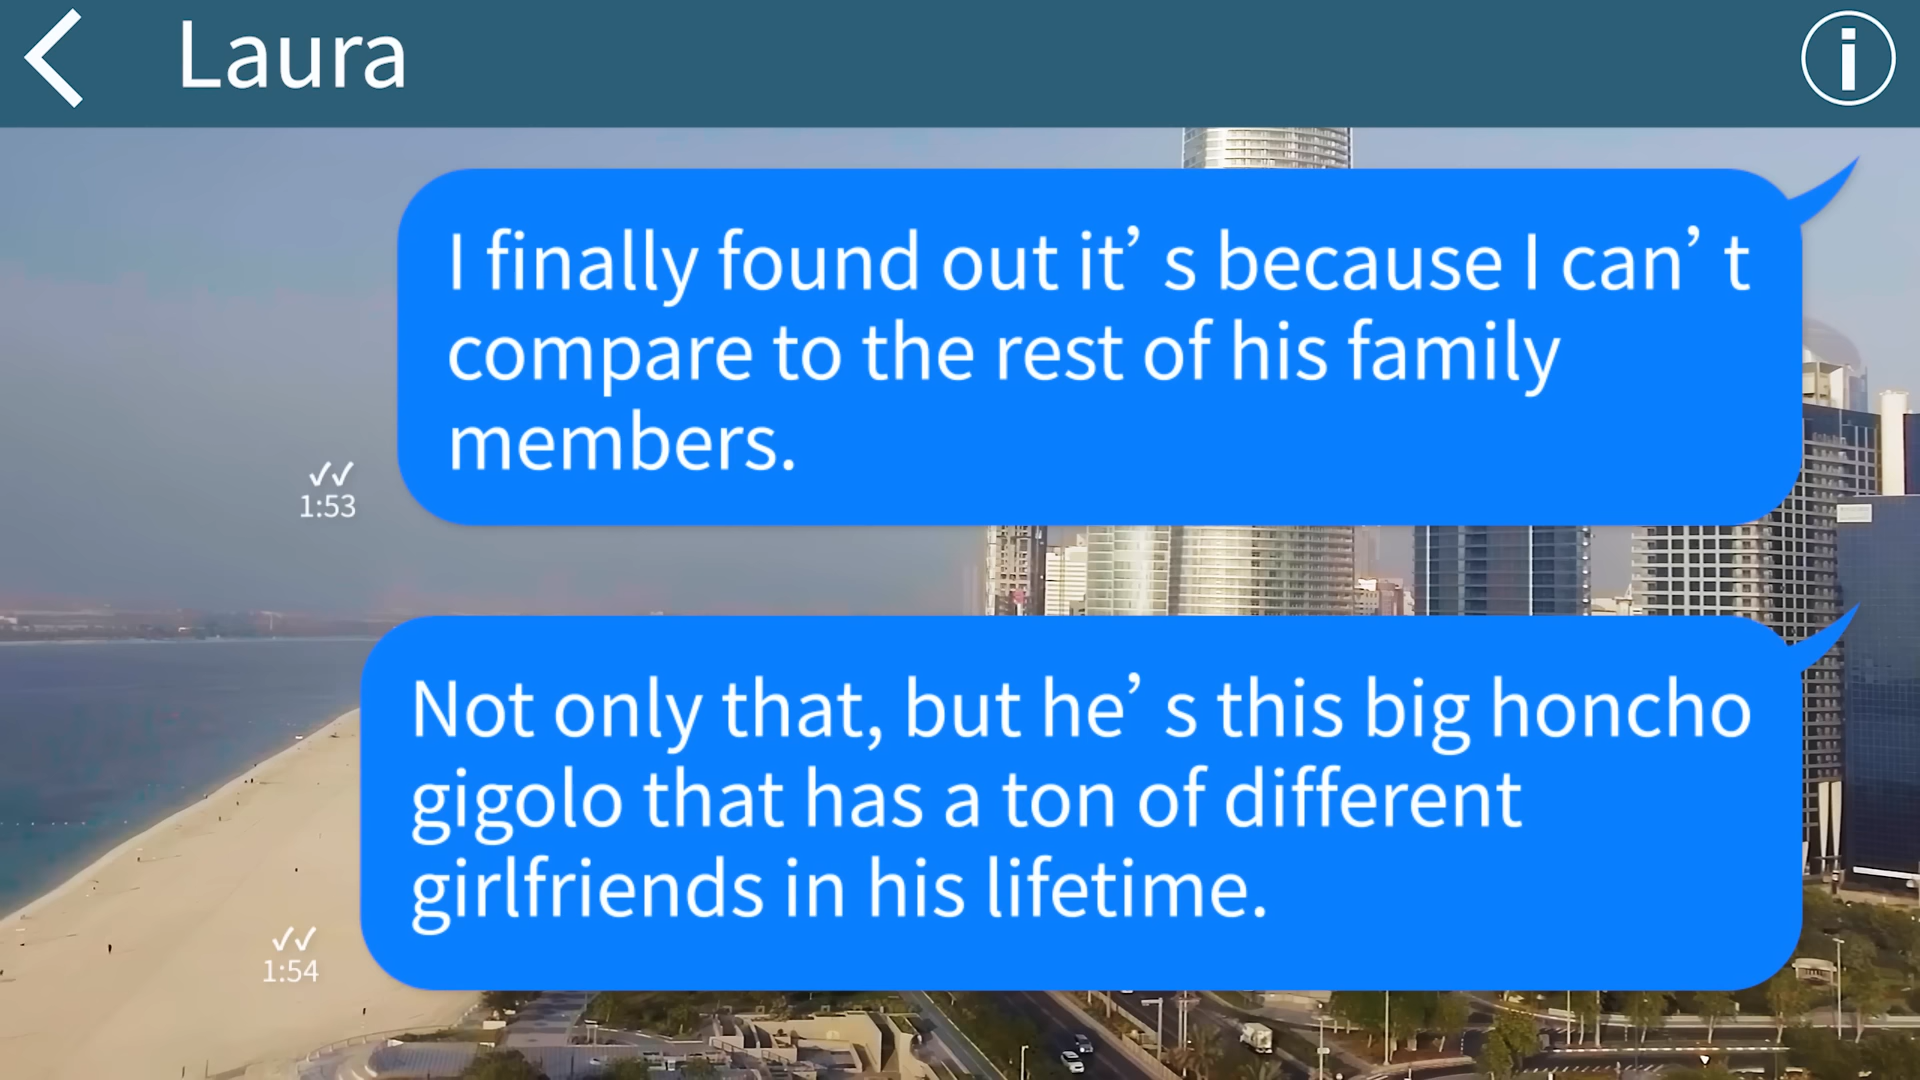 Laura
I finally found out it’s because I can’t
compare to the rest of his family
members.
1:53
Not only that, but he’s this big honcho
gigolo that has a ton of different
girlfriends in his lifetime.
1:54